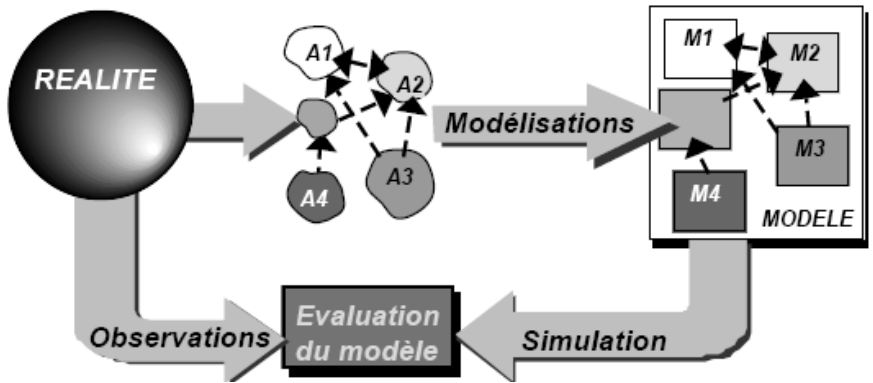 REALITE
A1
A2
A3
A4
Modélisations
M1
M2
M3
M4
MODELE
Observations
Evaluation
du modèle
Simulation